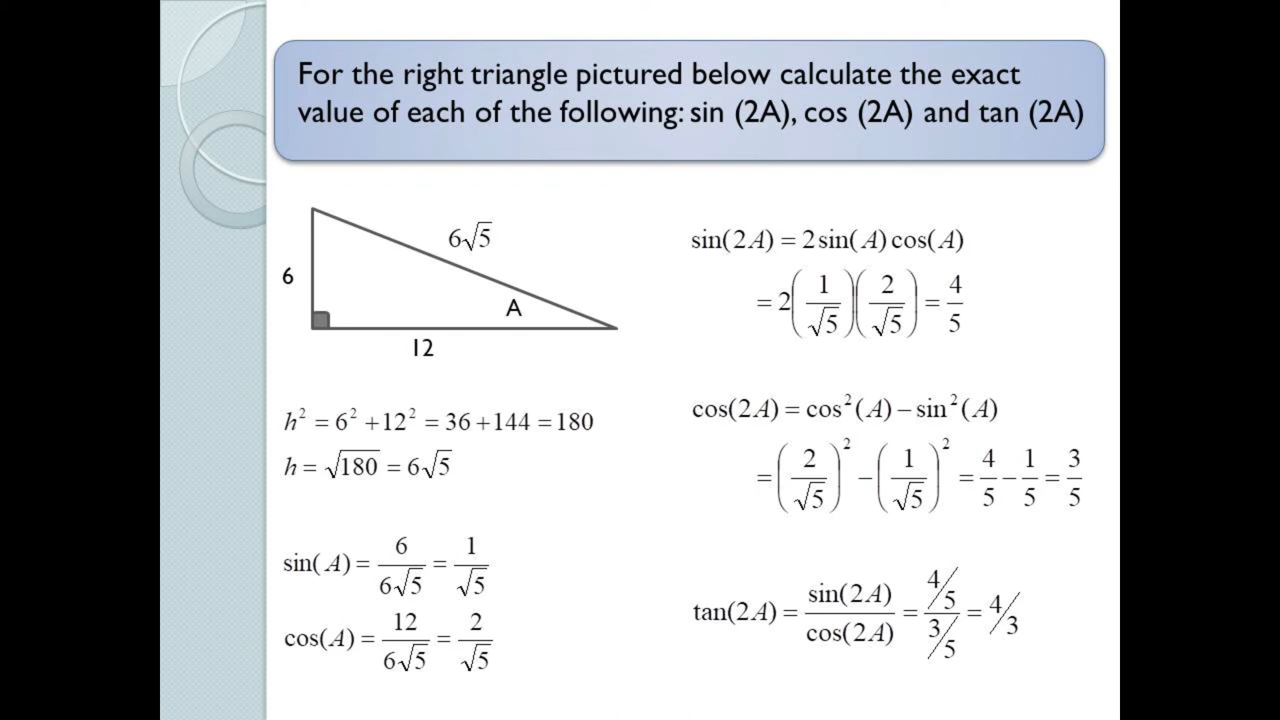 For the right triangle pictured below calculate the exact
value of each of the following: sin (2A), cos (2A) and tan (2A)
6√5
6
A
12
h² = 6² + 12² = 36 + 144 = 180
h = √180 = 6√5
sin(A) = 6/(6√5) = 1/√5
cos(A) = 12/(6√5) = 2/√5
sin(2A) = 2sin(A)cos(A)
= 2(1/√5)(2/√5) = 4/5
cos(2A) = cos²(A) − sin²(A)
= (2/√5)² − (1/√5)² = 4/5 − 1/5 = 3/5
tan(2A) = sin(2A)/cos(2A) = (4/5)/(3/5) = 4/3